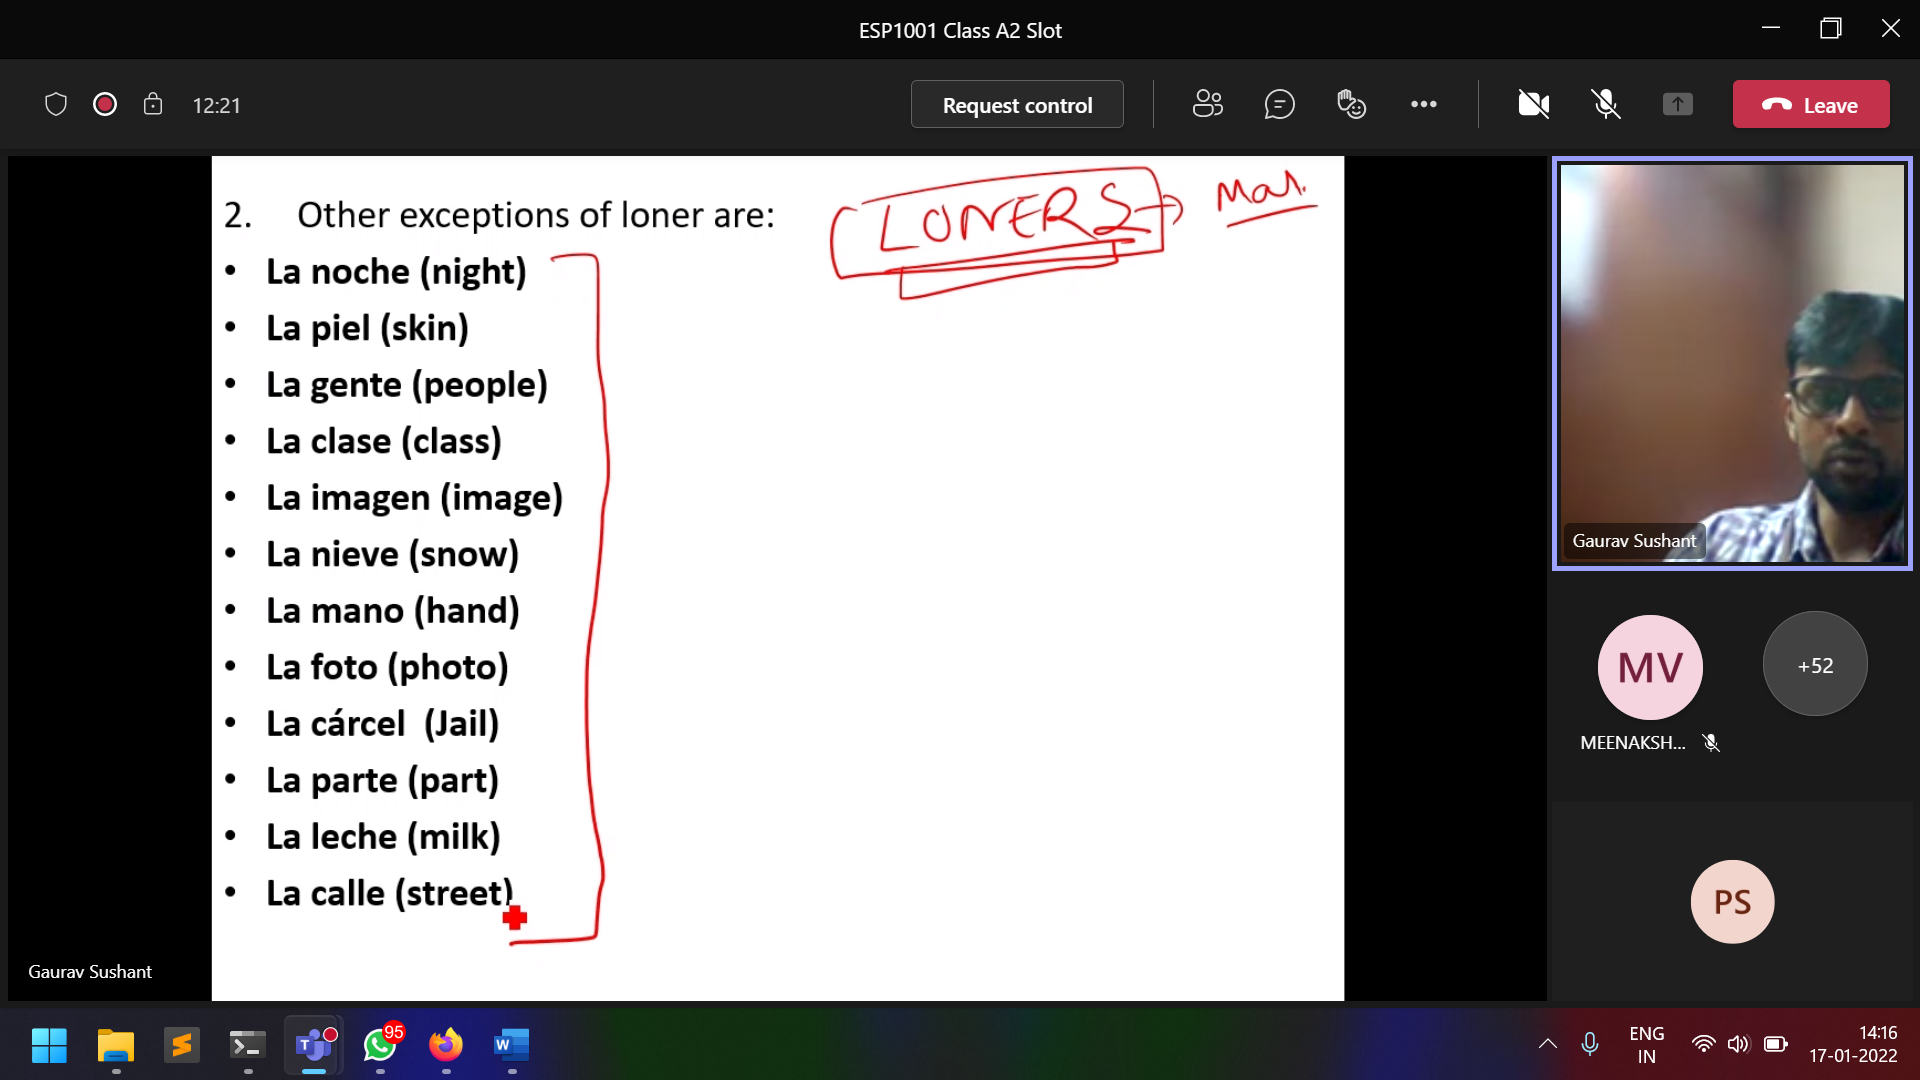 ESP1001 Class A2 Slot
12:21
Request control
Leave
2. Other exceptions of loner are:
LONERS → Mas.
• La noche (night)
• La piel (skin)
• La gente (people)
• La clase (class)
• La imagen (image)
• La nieve (snow)
• La mano (hand)
• La foto (photo)
• La cárcel (Jail)
• La parte (part)
• La leche (milk)
• La calle (street)
Gaurav Sushant
Gaurav Sushant
MV
+52
MEENAKSH...
PS
95
ENG
IN
14:16
17-01-2022